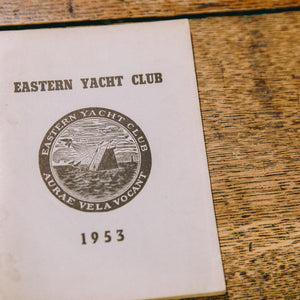 EASTERN YACHT CLUB
EASTERN YACHT CLUB
AURAE VELA VOCANT
1953